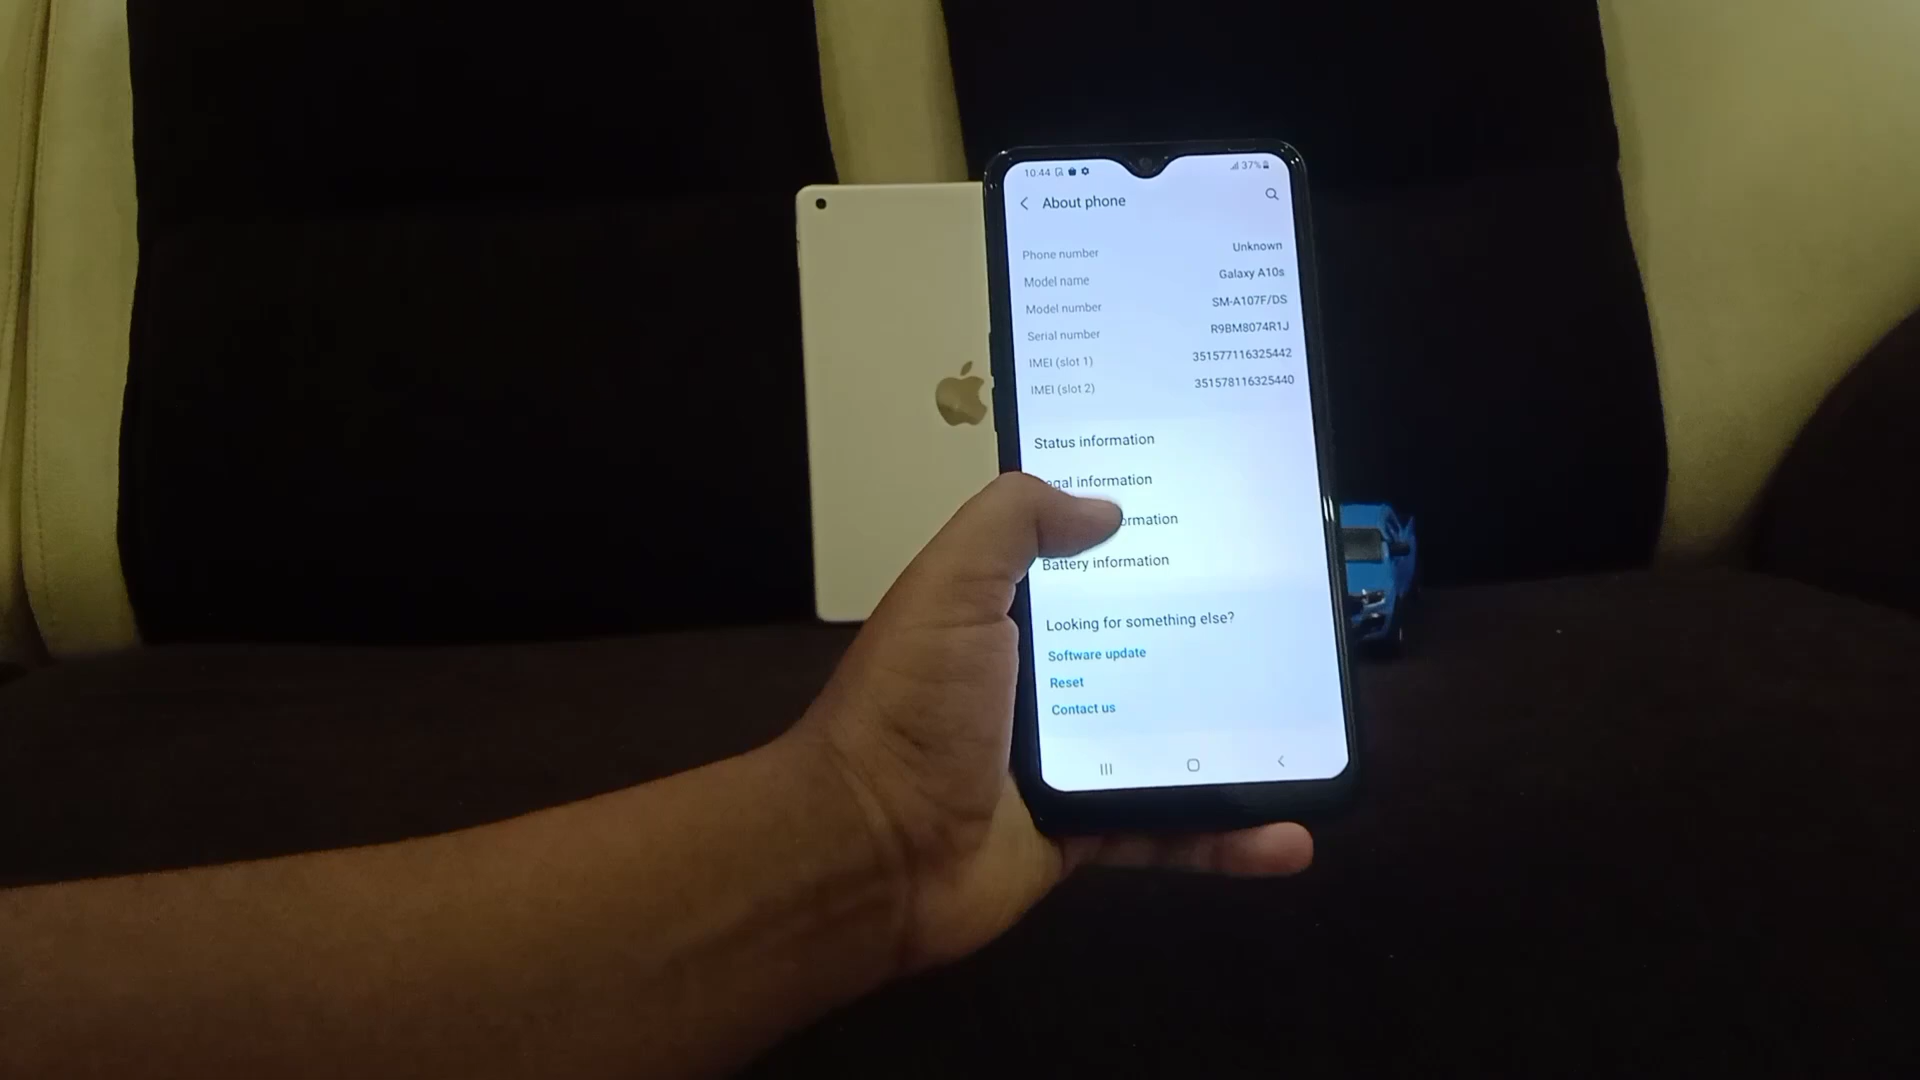 10:44
37%
About phone
Phone number Unknown
Model name Galaxy A10s
Model number SM-A107F/DS
Serial number R9BM8074R1J
IMEI (slot 1) 351577116325442
IMEI (slot 2) 351578116325440
Status information
egal information
ormation
Battery information
Looking for something else?
Software update
Reset
Contact us